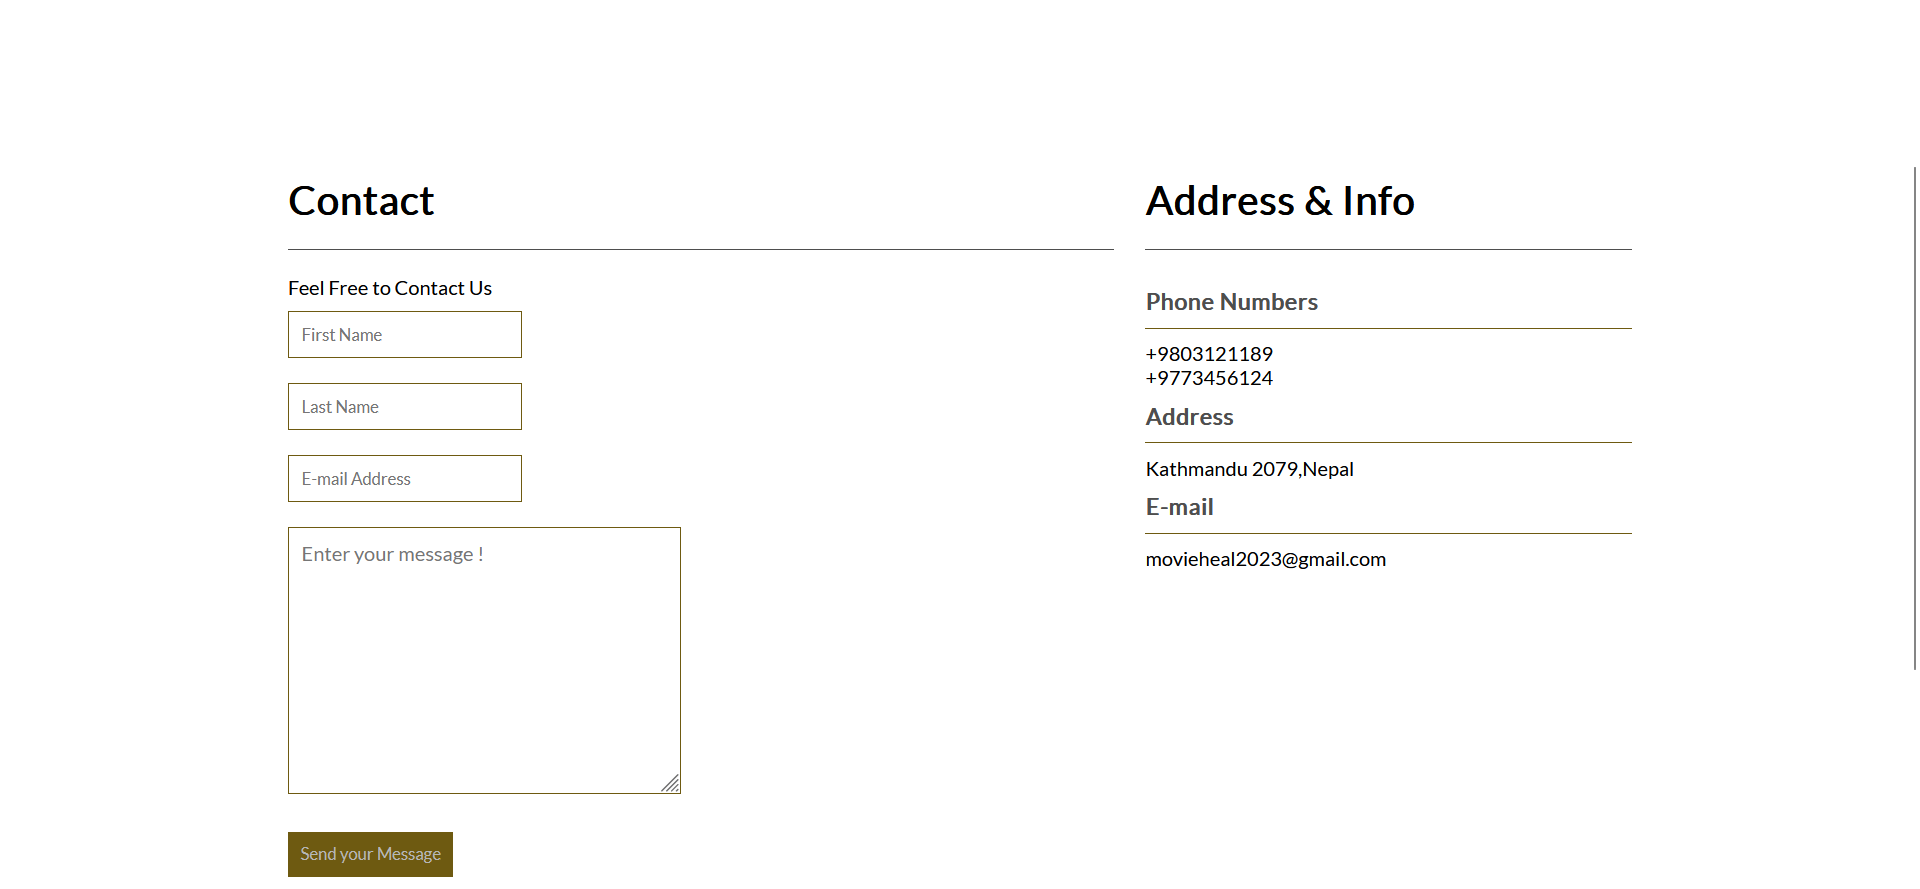 Contact
Feel Free to Contact Us
First Name
Last Name
E-mail Address
Enter your message !
Send your Message
Address & Info
Phone Numbers
+9803121189
+9773456124
Address
Kathmandu 2079,Nepal
E-mail
movieheal2023@gmail.com